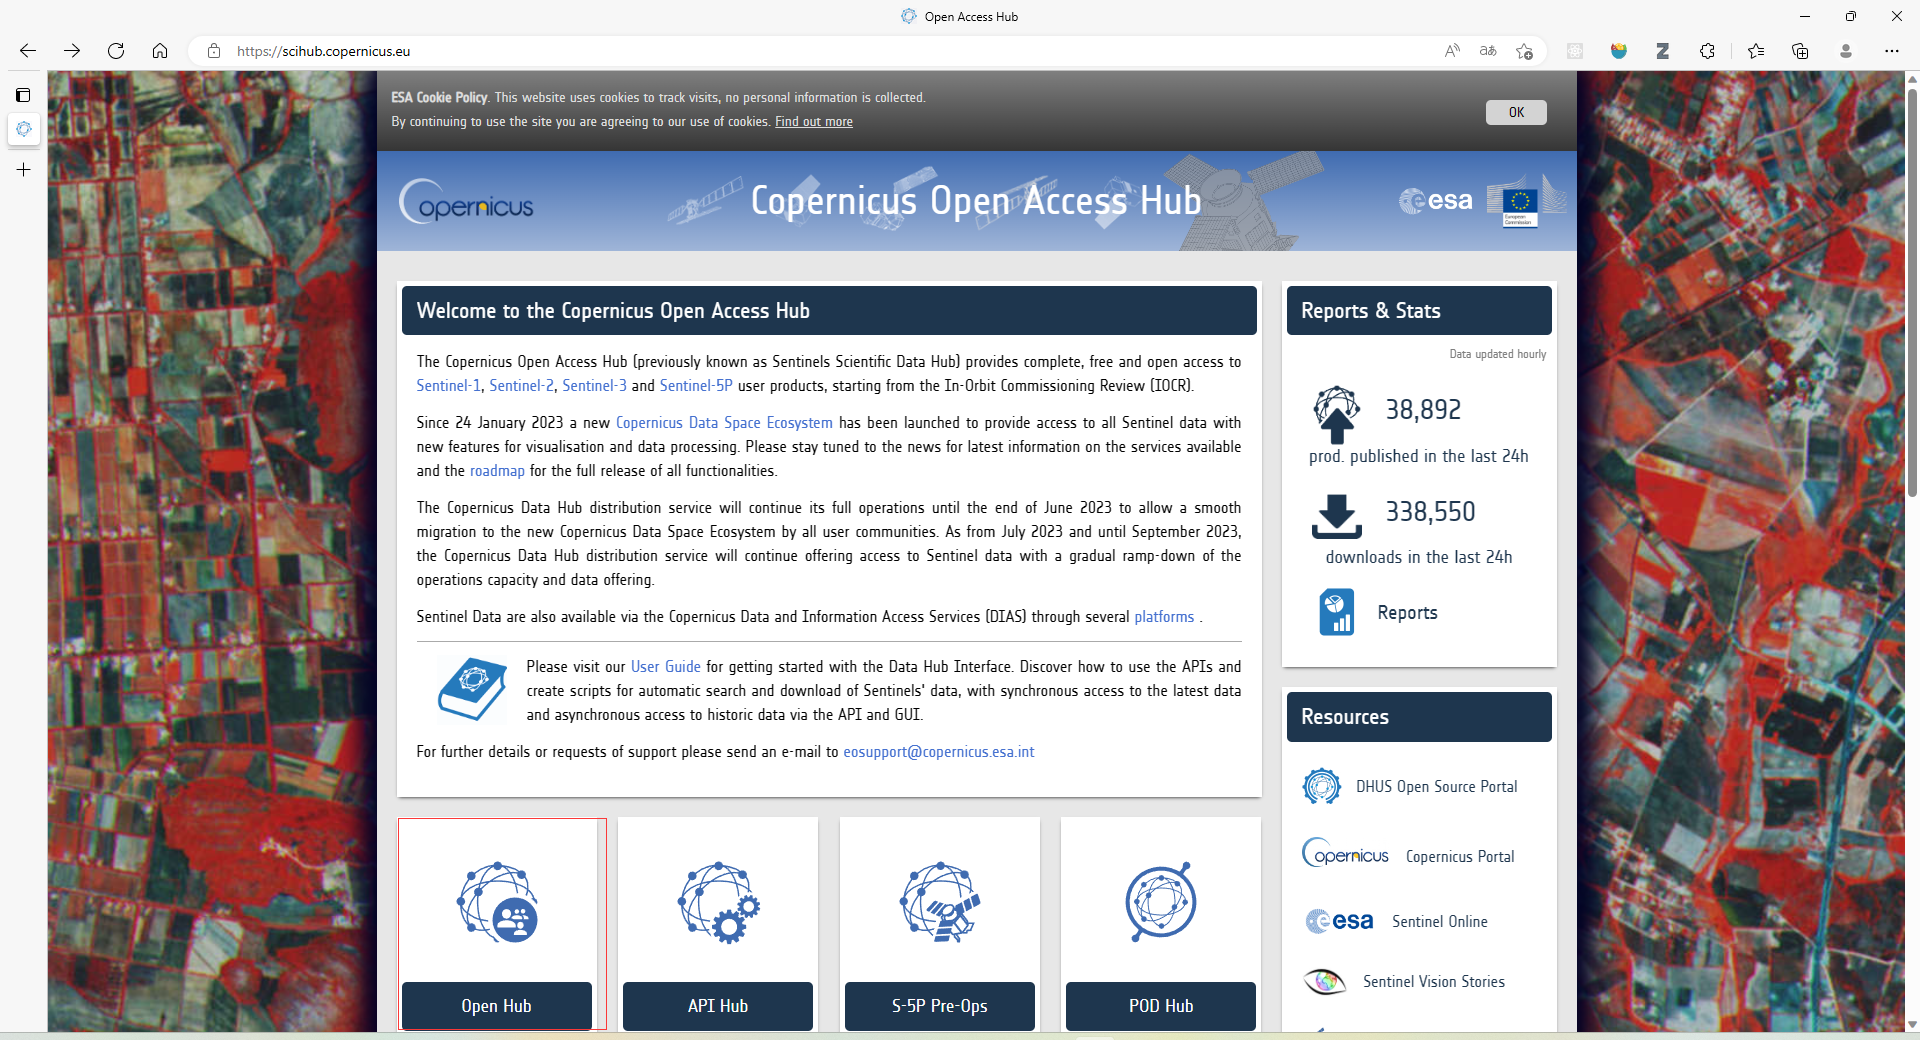 Open Access Hub
https://scihub.copernicus.eu
ESA Cookie Policy. This website uses cookies to track visits, no personal information is collected.
By continuing to use the site you are agreeing to our use of cookies. Find out more
OK
Copernicus
Copernicus Open Access Hub
esa
European
Commission
Welcome to the Copernicus Open Access Hub
The Copernicus Open Access Hub (previously known as Sentinels Scientific Data Hub) provides complete, free and open access to
Sentinel-1, Sentinel-2, Sentinel-3 and Sentinel-5P user products, starting from the In-Orbit Commissioning Review (IOCR).
Since 24 January 2023 a new Copernicus Data Space Ecosystem has been launched to provide access to all Sentinel data with
new features for visualisation and data processing. Please stay tuned to the news for latest information on the services available
and the roadmap for the full release of all functionalities.
The Copernicus Data Hub distribution service will continue its full operations until the end of June 2023 to allow a smooth
migration to the new Copernicus Data Space Ecosystem by all user communities. As from July 2023 and until September 2023,
the Copernicus Data Hub distribution service will continue offering access to Sentinel data with a gradual ramp-down of the
operations capacity and data offering.
Sentinel Data are also available via the Copernicus Data and Information Access Services (DIAS) through several platforms .
Please visit our User Guide for getting started with the Data Hub Interface. Discover how to use the APIs and
create scripts for automatic search and download of Sentinels' data, with synchronous access to the latest data
and asynchronous access to historic data via the API and GUI.
For further details or requests of support please send an e-mail to eosupport@copernicus.esa.int
Open Hub
API Hub
S-5P Pre-Ops
POD Hub
Reports & Stats
Data updated hourly
38,892
prod. published in the last 24h
338,550
downloads in the last 24h
Reports
Resources
DHUS Open Source Portal
Copernicus Copernicus Portal
esa Sentinel Online
Sentinel Vision Stories